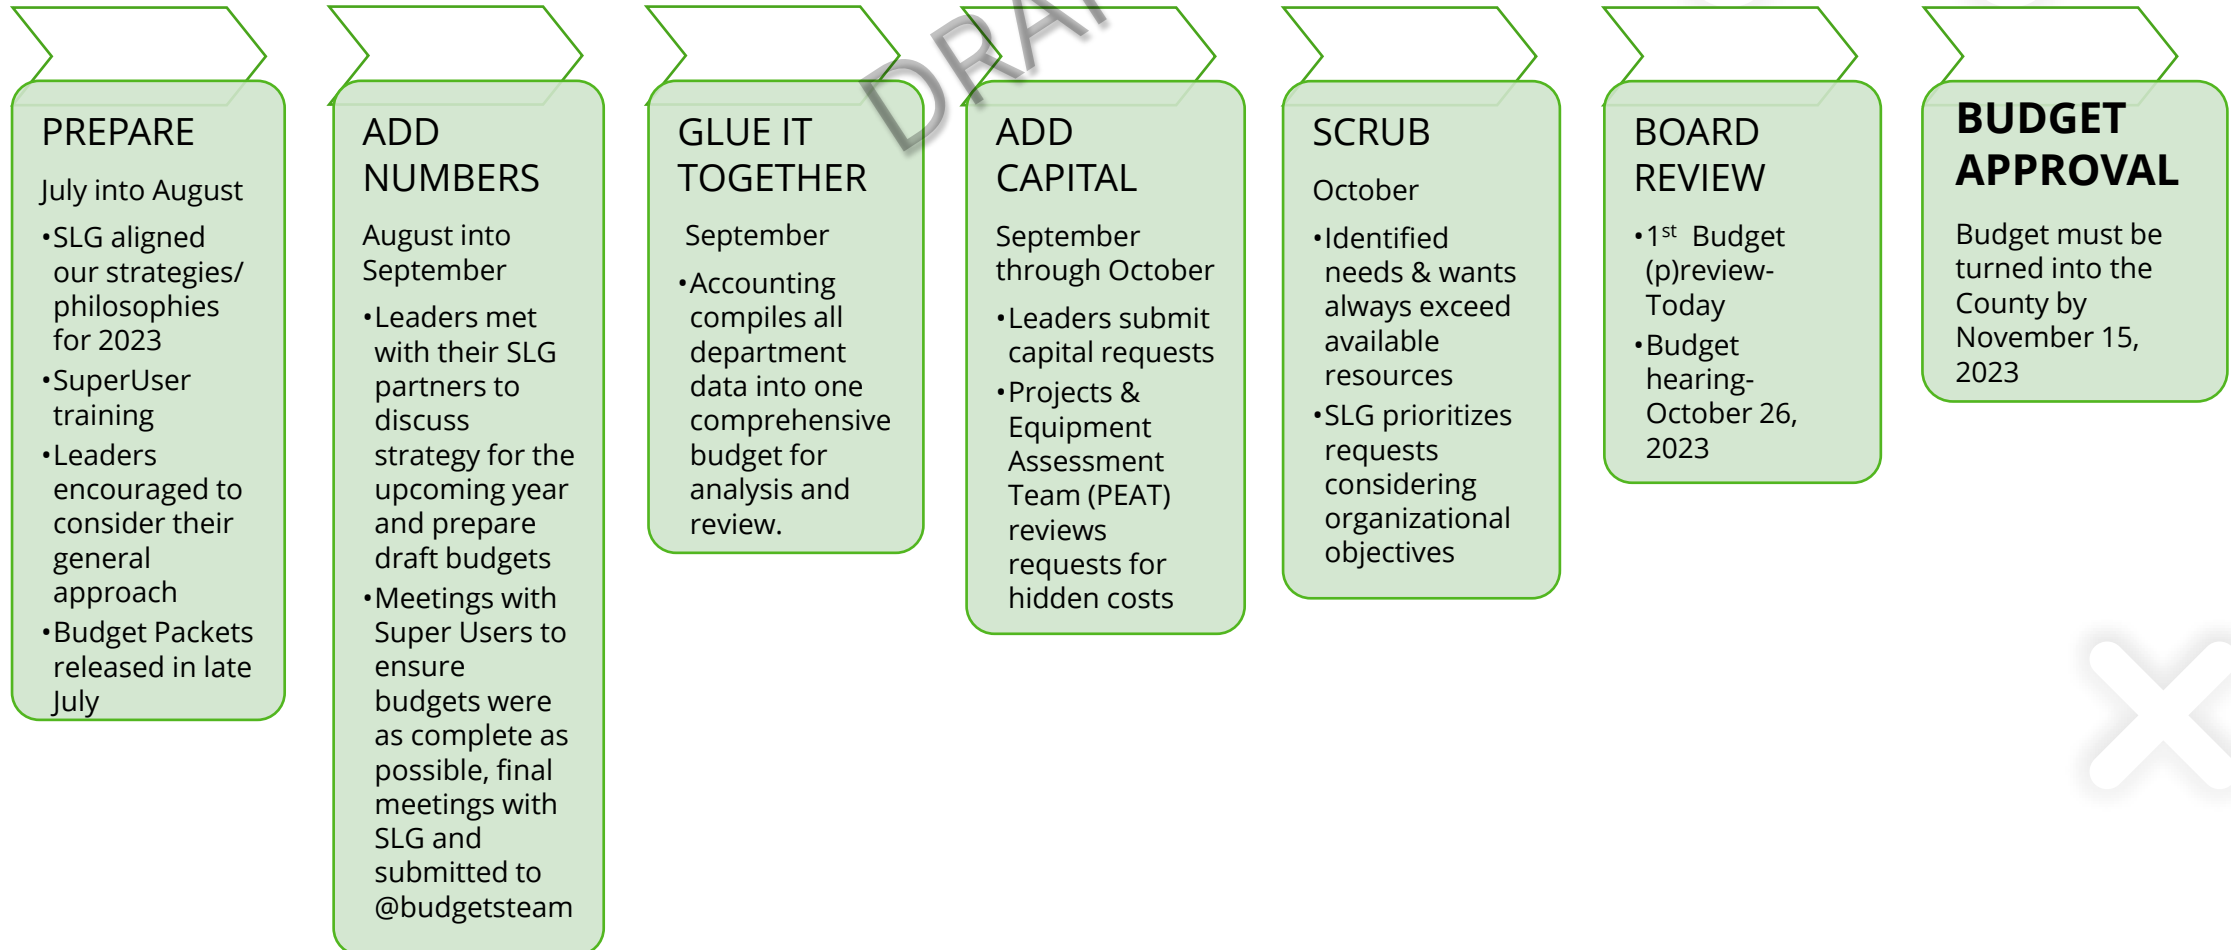 DRA
PREPARE
July into August
•SLG aligned
our strategies/
philosophies
for 2023
•SuperUser
training
•Leaders
encouraged to
consider their
general
approach
•Budget Packets
released in late
July
ADD
NUMBERS
August into
September
•Leaders met
with their SLG
partners to
discuss
strategy for the
upcoming year
and prepare
draft budgets
•Meetings with
Super Users to
ensure
budgets were
as complete as
possible, final
meetings with
SLG and
submitted to
@budgetsteam
GLUE IT
TOGETHER
September
•Accounting
compiles all
department
data into one
comprehensive
budget for
analysis and
review.
ADD
CAPITAL
September
through October
•Leaders submit
capital requests
•Projects &
Equipment
Assessment
Team (PEAT)
reviews
requests for
hidden costs
SCRUB
October
•Identified
needs & wants
always exceed
available
resources
•SLG prioritizes
requests
considering
organizational
objectives
BOARD
REVIEW
•1st Budget
(p)review-
Today
•Budget
hearing-
October 26,
2023
BUDGET
APPROVAL
Budget must be
turned into the
County by
November 15,
2023